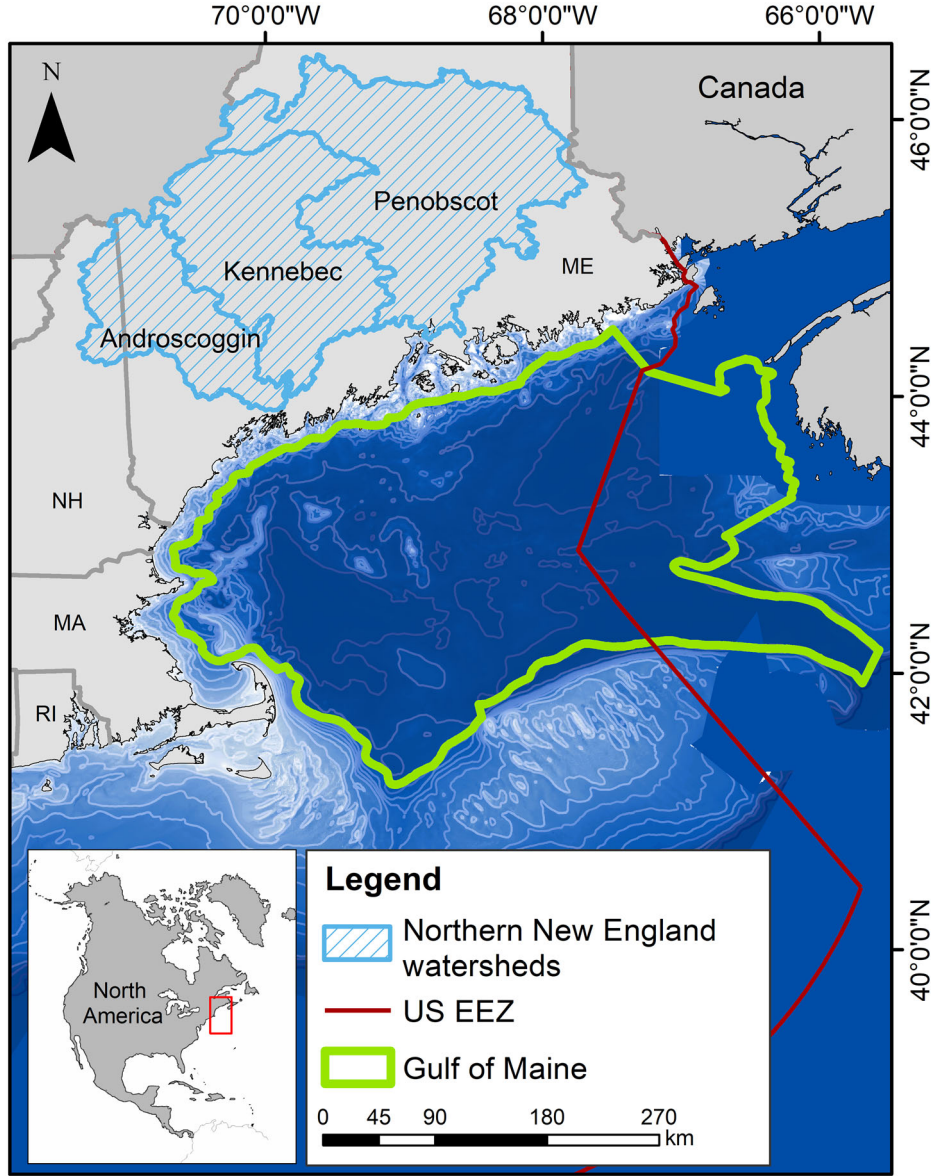 70°0'0"W 68°0'0"W 66°0'0"W
N
Canada
46°0'0"N
Penobscot
Kennebec
ME
Androscoggin
44°0'0"N
NH
MA
42°0'0"N
RI
40°0'0"N
North
America
Legend
Northern New England
watersheds
US EEZ
Gulf of Maine
0 45 90 180 270
km